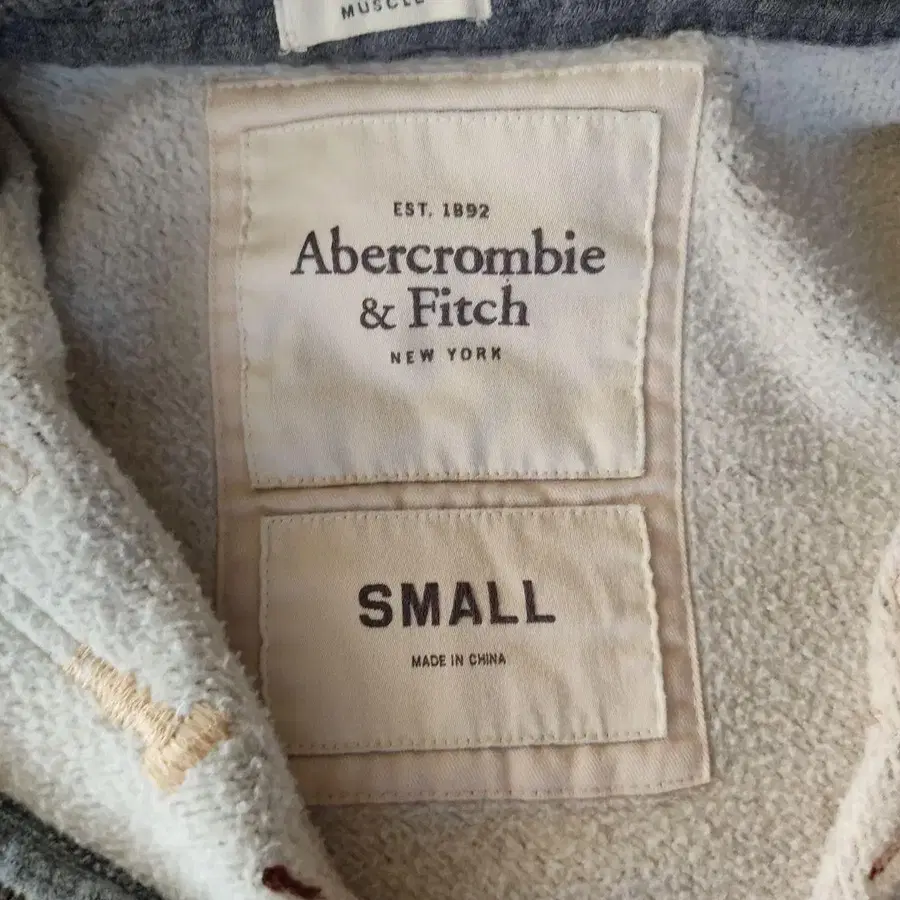 MUSCLE
EST. 1892
Abercrombie
& Fitch
NEW YORK
SMALL
MADE IN CHINA